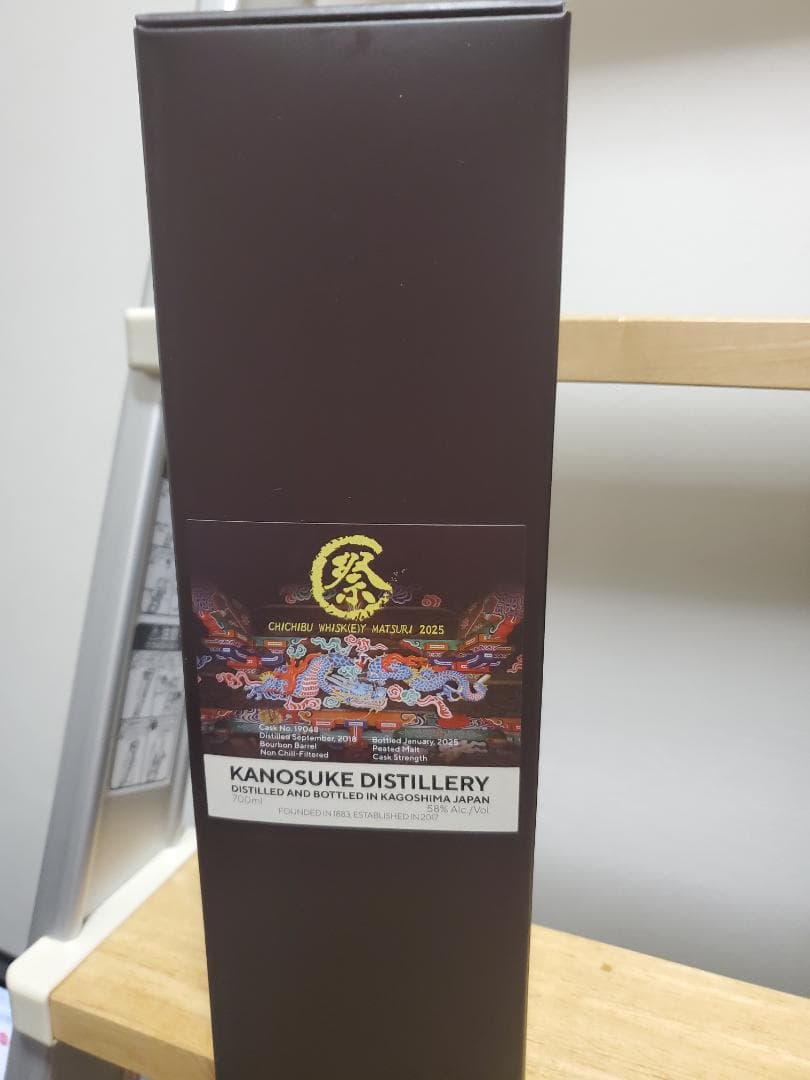 祭
CHICHIBU WHISK(E)Y MATSURI 2025
Cask No. 19048
Distilled September, 2018
Bourbon Barrel
Non Chill-Filtered
Bottled January, 2025
Peated Malt
Cask Strength
KANOSUKE DISTILLERY
DISTILLED AND BOTTLED IN KAGOSHIMA JAPAN
700ml
58% Alc./Vol.
FOUNDED IN 1883, ESTABLISHED IN 2017